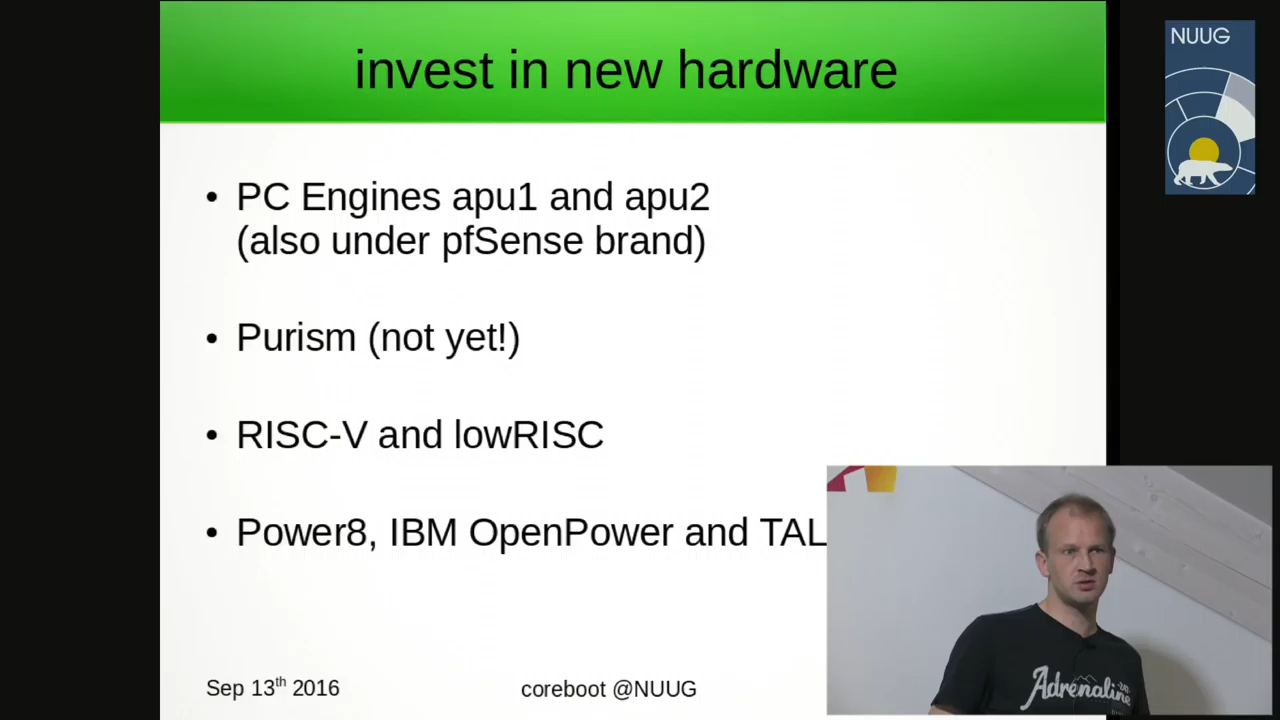 invest in new hardware
NUUG
• PC Engines apu1 and apu2
(also under pfSense brand)
• Purism (not yet!)
• RISC-V and lowRISC
• Power8, IBM OpenPower and TAL
Adrenaline
Sep 13th 2016
coreboot @NUUG